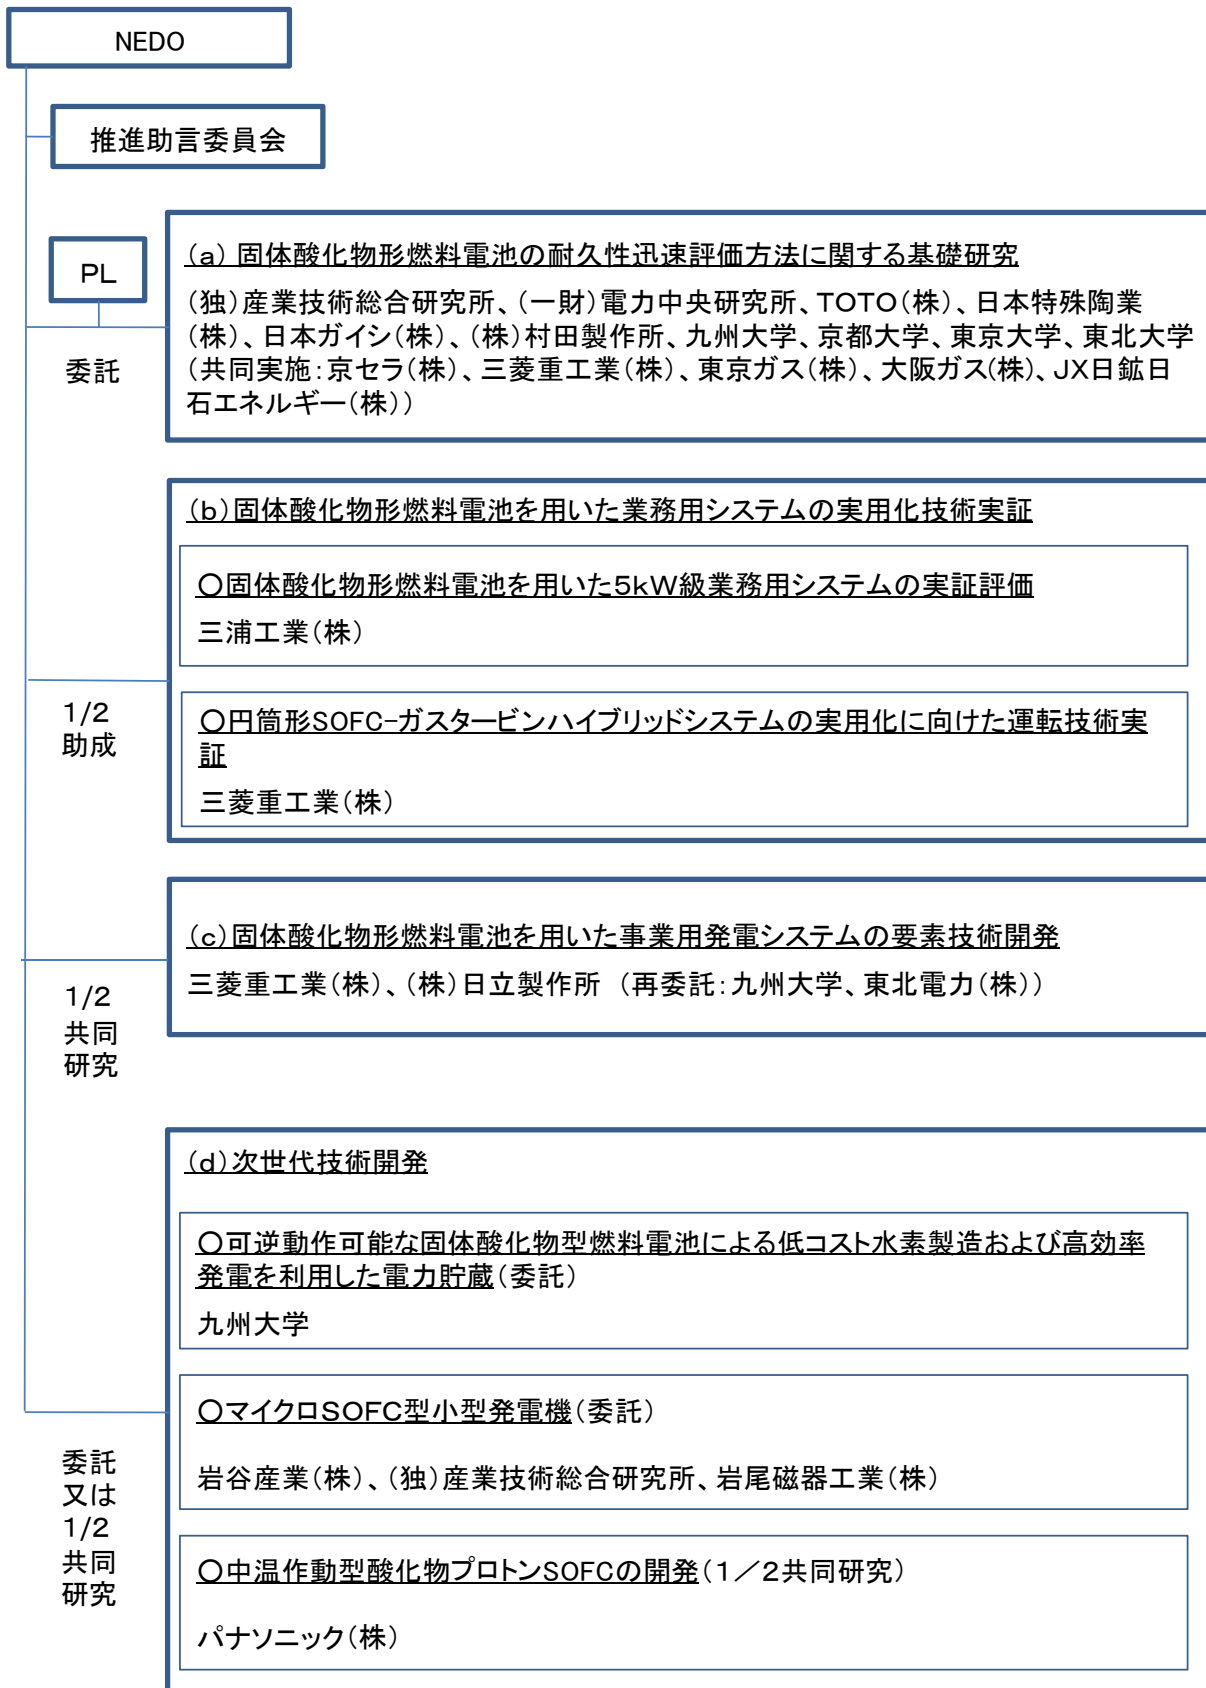 NEDO
推進助言委員会
PL
委託
(a) 固体酸化物形燃料電池の耐久性迅速評価方法に関する基礎研究
(独)産業技術総合研究所、(一財)電力中央研究所、TOTO(株)、日本特殊陶業
(株)、日本ガイシ(株)、(株)村田製作所、九州大学、京都大学、東京大学、東北大学
(共同実施:京セラ(株)、三菱重工業(株)、東京ガス(株)、大阪ガス(株)、JX日鉱日
石エネルギー(株))
1/2
助成
(b)固体酸化物形燃料電池を用いた業務用システムの実用化技術実証
〇固体酸化物形燃料電池を用いた5kW級業務用システムの実証評価
三浦工業(株)
〇円筒形SOFC-ガスタービンハイブリッドシステムの実用化に向けた運転技術実
証
三菱重工業(株)
1/2
共同
研究
(c)固体酸化物形燃料電池を用いた事業用発電システムの要素技術開発
三菱重工業(株)、(株)日立製作所 (再委託:九州大学、東北電力(株))
委託
又は
1/2
共同
研究
(d)次世代技術開発
〇可逆動作可能な固体酸化物型燃料電池による低コスト水素製造および高効率
発電を利用した電力貯蔵(委託)
九州大学
〇マイクロSOFC型小型発電機(委託)
岩谷産業(株)、(独)産業技術総合研究所、岩尾磁器工業(株)
〇中温作動型酸化物プロトンSOFCの開発(1/2共同研究)
パナソニック(株)